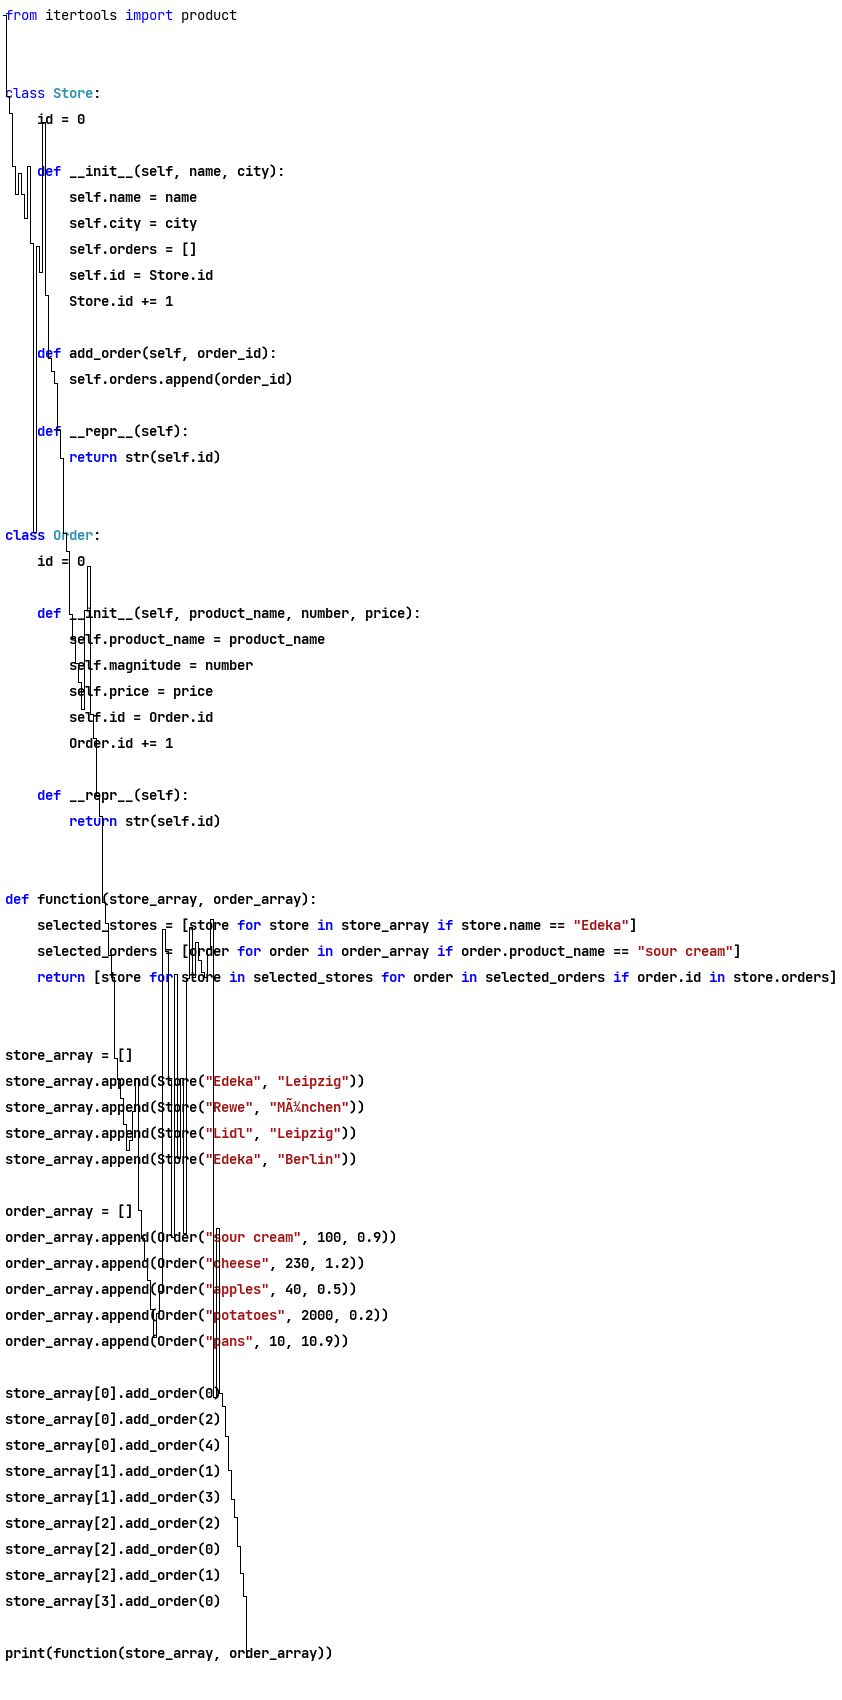 from itertools import product
class Store:
    id = 0
    def __init__(self, name, city):
        self.name = name
        self.city = city
        self.orders = []
        self.id = Store.id
        Store.id += 1
    def add_order(self, order_id):
        self.orders.append(order_id)
    def __repr__(self):
        return str(self.id)
class Order:
    id = 0
    def __init__(self, product_name, number, price):
        self.product_name = product_name
        self.magnitude = number
        self.price = price
        self.id = Order.id
        Order.id += 1
    def __repr__(self):
        return str(self.id)
def function(store_array, order_array):
    selected_stores = [store for store in store_array if store.name == "Edeka"]
    selected_orders = [order for order in order_array if order.product_name == "sour cream"]
    return [store for store in selected_stores for order in selected_orders if order.id in store.orders]
store_array = []
store_array.append(Store("Edeka", "Leipzig"))
store_array.append(Store("Rewe", "MÃ¼nchen"))
store_array.append(Store("Lidl", "Leipzig"))
store_array.append(Store("Edeka", "Berlin"))
order_array = []
order_array.append(Order("sour cream", 100, 0.9))
order_array.append(Order("cheese", 230, 1.2))
order_array.append(Order("apples", 40, 0.5))
order_array.append(Order("potatoes", 2000, 0.2))
order_array.append(Order("pans", 10, 10.9))
store_array[0].add_order(0)
store_array[0].add_order(2)
store_array[0].add_order(4)
store_array[1].add_order(1)
store_array[1].add_order(3)
store_array[2].add_order(2)
store_array[2].add_order(0)
store_array[2].add_order(1)
store_array[3].add_order(0)
print(function(store_array, order_array))